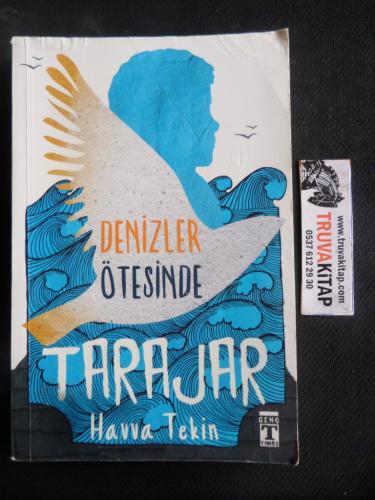 DENİZLER
ÖTESİNDE
TARAJAR
Havva Tekin
GENÇ
T
TİMAŞ
TRUVAKİTAP
www.truvakitap.com
0537 612 29 30